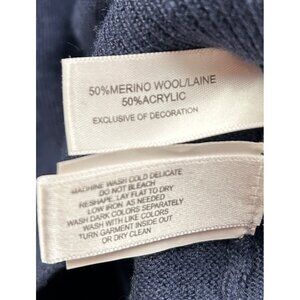 50%MERINO WOOL/LAINE
50%ACRYLIC
EXCLUSIVE OF DECORATION
MACHINE WASH COLD DELICATE
DO NOT BLEACH
RESHAPE, LAY FLAT TO DRY
LOW IRON AS NEEDED
WASH DARK COLORS SEPARATELY
WASH WITH LIKE COLORS
TURN GARMENT INSIDE OUT
OR DRY CLEAN